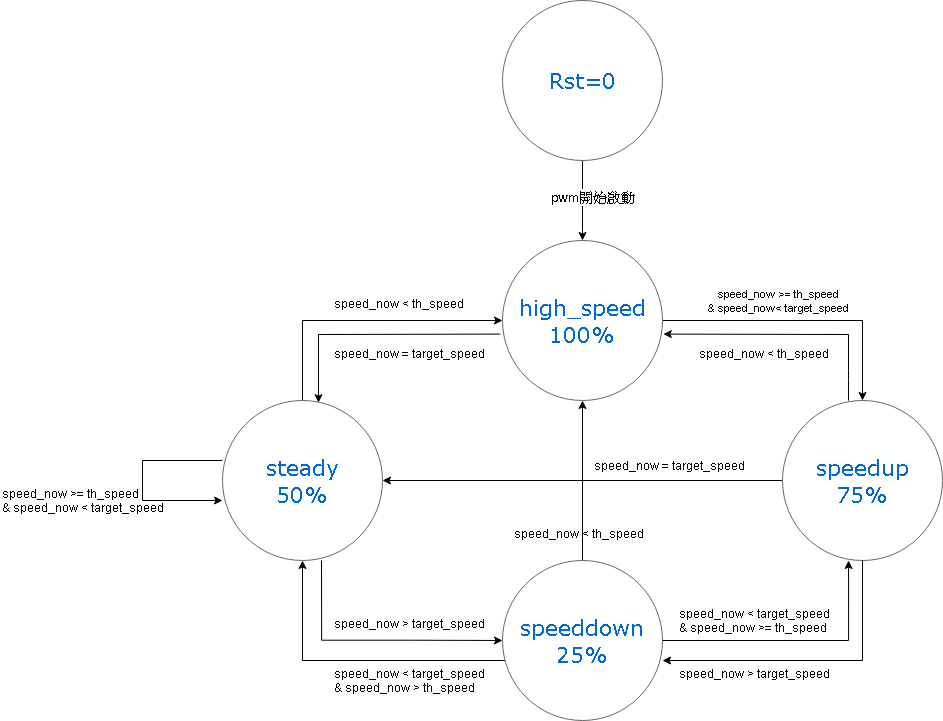 Rst=0
pwm開始啟動
high_speed
100%
speed_now < th_speed
speed_now = target_speed
speed_now >= th_speed
& speed_now< target_speed
speed_now < th_speed
steady
50%
speed_now >= th_speed
& speed_now < target_speed
speed_now = target_speed
speedup
75%
speed_now < th_speed
speeddown
25%
speed_now > target_speed
speed_now < target_speed
& speed_now > th_speed
speed_now < target_speed
& speed_now >= th_speed
speed_now > target_speed